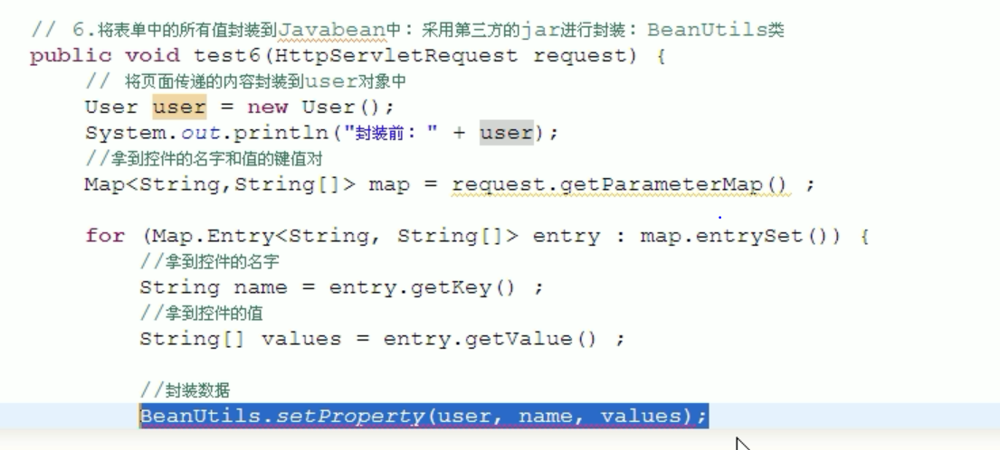 // 6.将表单中的所有值封装到Javabean中: 采用第三方的jar进行封装: BeanUtils类
public void test6(HttpServletRequest request) {
// 将页面传递的内容封装到user对象中
User user = new User();
System.out.println("封装前: " + user);
//拿到控件的名字和值的键值对
Map<String,String[]> map = request.getParameterMap() ;
for (Map.Entry<String, String[]> entry : map.entrySet()) {
//拿到控件的名字
String name = entry.getKey() ;
//拿到控件的值
String[] values = entry.getValue() ;
//封装数据
BeanUtils.setProperty(user, name, values);